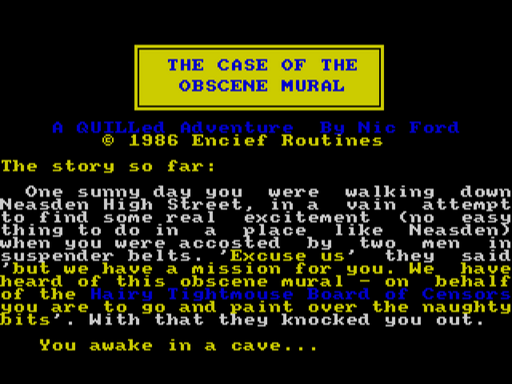 THE CASE OF THE
OBSCENE MURAL
A QUILLed Adventure By Nic Ford
© 1986 Encief Routines
The story so far:
One sunny day you were walking down
Neasden High Street, in a vain attempt
to find some real excitement (no easy
thing to do in a place like Neasden)
when you were accosted by two men in
suspender belts. 'Excuse us' they said
'but we have a mission for you. We have
heard of this obscene mural - on behalf
of the Hairy Tightmouse Board of Censors
you are to go and paint over the naughty
bits'. With that they knocked you out.
You awake in a cave...